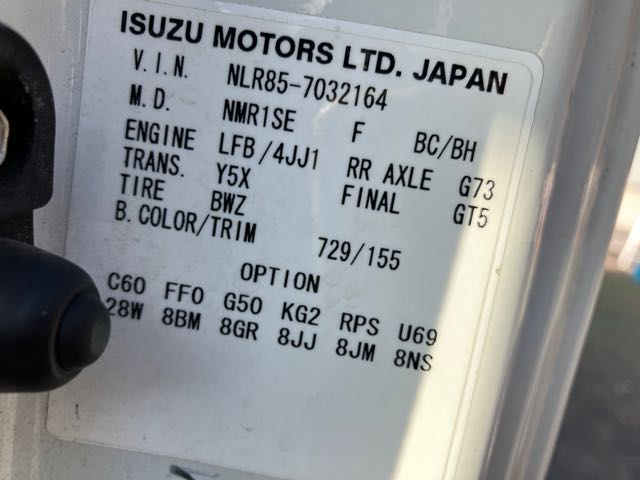 ISUZU MOTORS LTD. JAPAN
V.I.N. NLR85-7032164
M.D. NMR1SE F BC/BH
ENGINE LFB/4JJ1 RR AXLE G73
TRANS. Y5X FINAL GT5
TIRE BWZ
B.COLOR/TRIM 729/155
OPTION
C60 FF0 G50 KG2 RPS U69
28W 8BM 8GR 8JJ 8JM 8NS